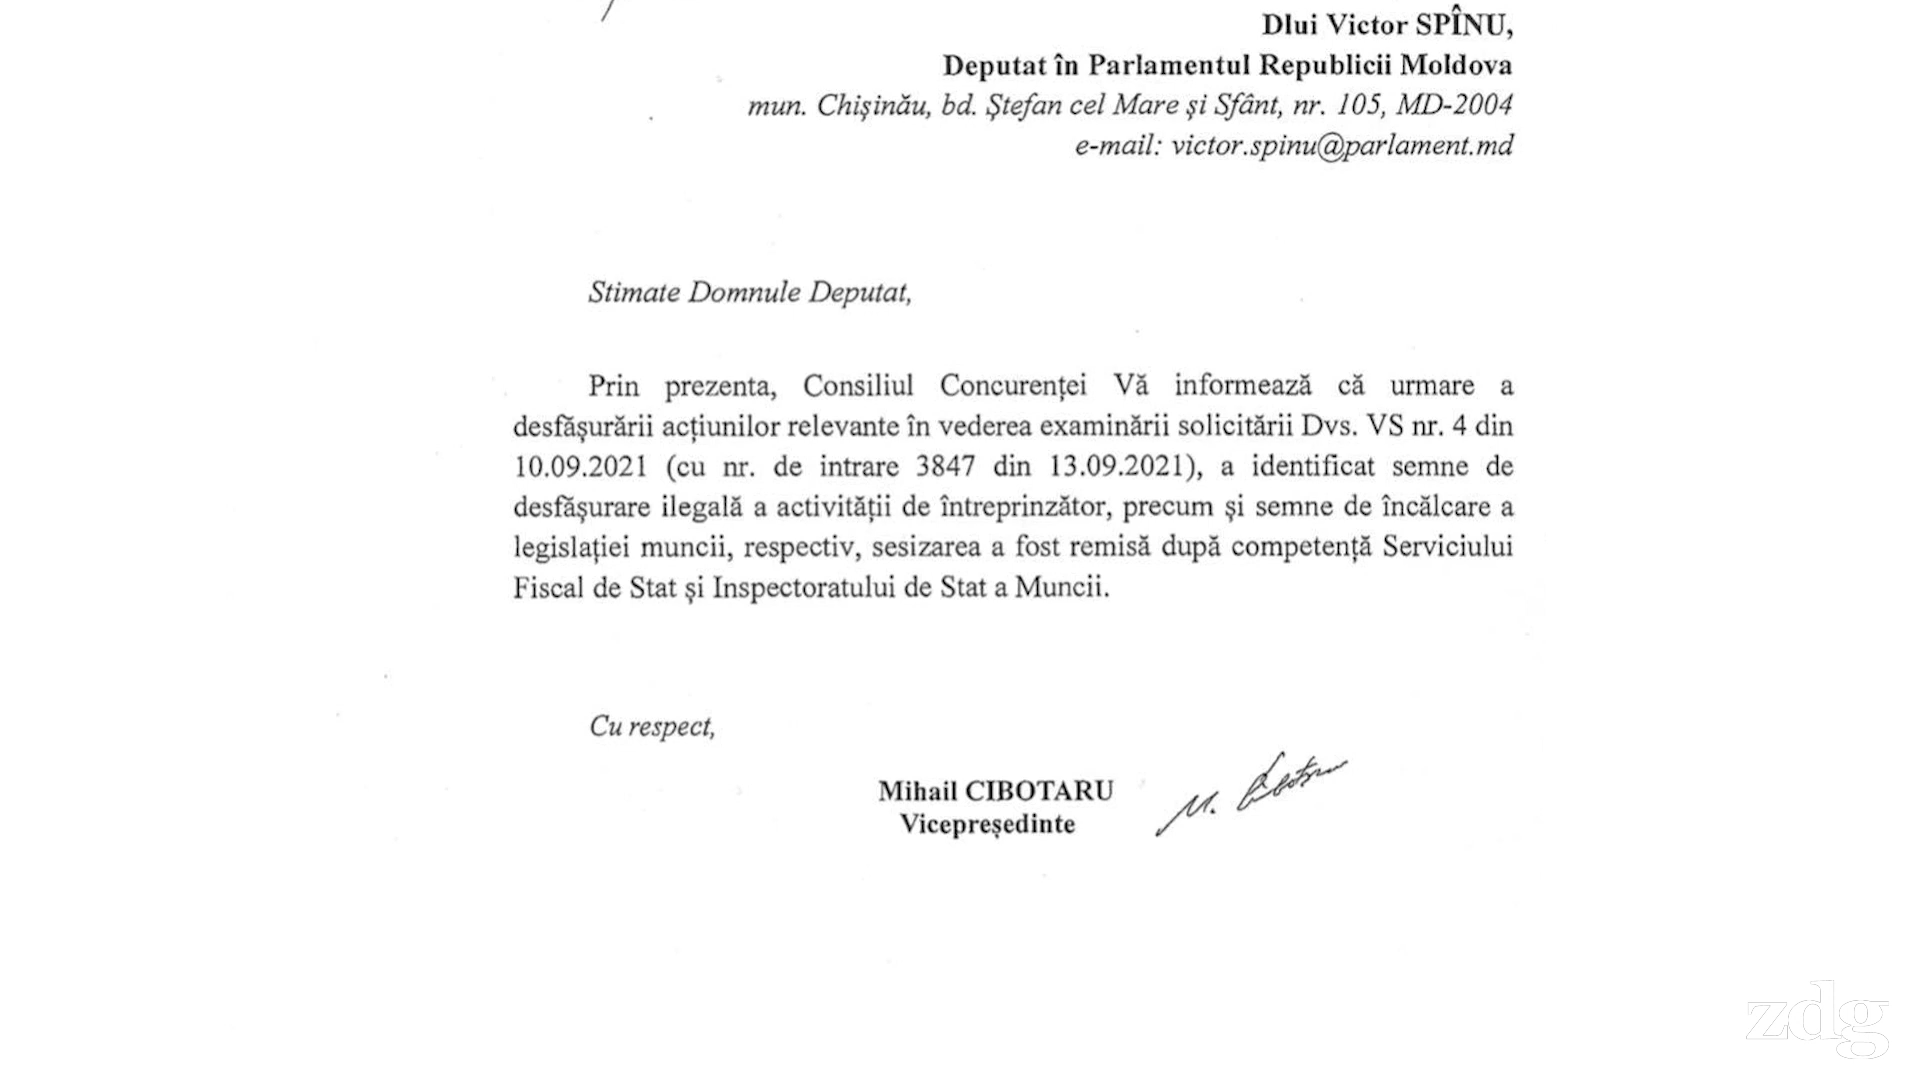 Dlui Victor SPÎNU,
Deputat în Parlamentul Republicii Moldova
mun. Chișinău, bd. Ștefan cel Mare și Sfânt, nr. 105, MD-2004
e-mail: victor.spinu@parlament.md
Stimate Domnule Deputat,
Prin prezenta, Consiliul Concurenței Vă informează că urmare a
desfășurării acțiunilor relevante în vederea examinării solicitării Dvs. VS nr. 4 din
10.09.2021 (cu nr. de intrare 3847 din 13.09.2021), a identificat semne de
desfășurare ilegală a activității de întreprinzător, precum și semne de încălcare a
legislației muncii, respectiv, sesizarea a fost remisă după competență Serviciului
Fiscal de Stat și Inspectoratului de Stat a Muncii.
Cu respect,
Mihail CIBOTARU
Vicepreședinte
zdg